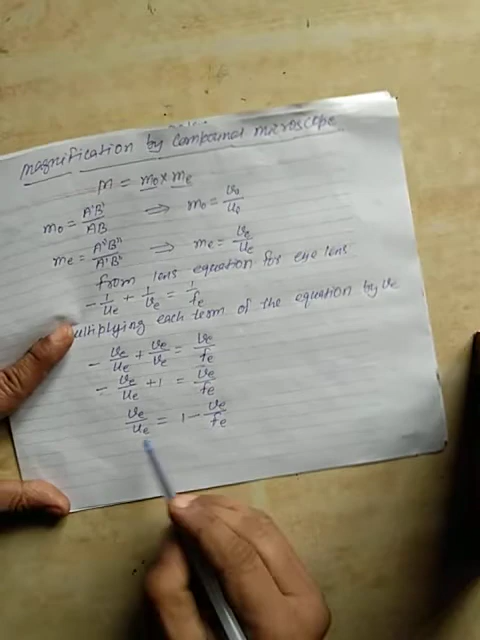 magnification by Compound microscope
M = mo × me
mo = A'B' / AB ⇒ mo = vo / uo
me = A"B" / A'B' ⇒ me = ve / ue
from lens equation for eye lens
- 1/ue + 1/ve = 1/fe
ultiplying each term of the equation by ve
- ve/ue + ve/ve = ve/fe
- ve/ue + 1 = ve/fe
ve/ue = 1 - ve/fe